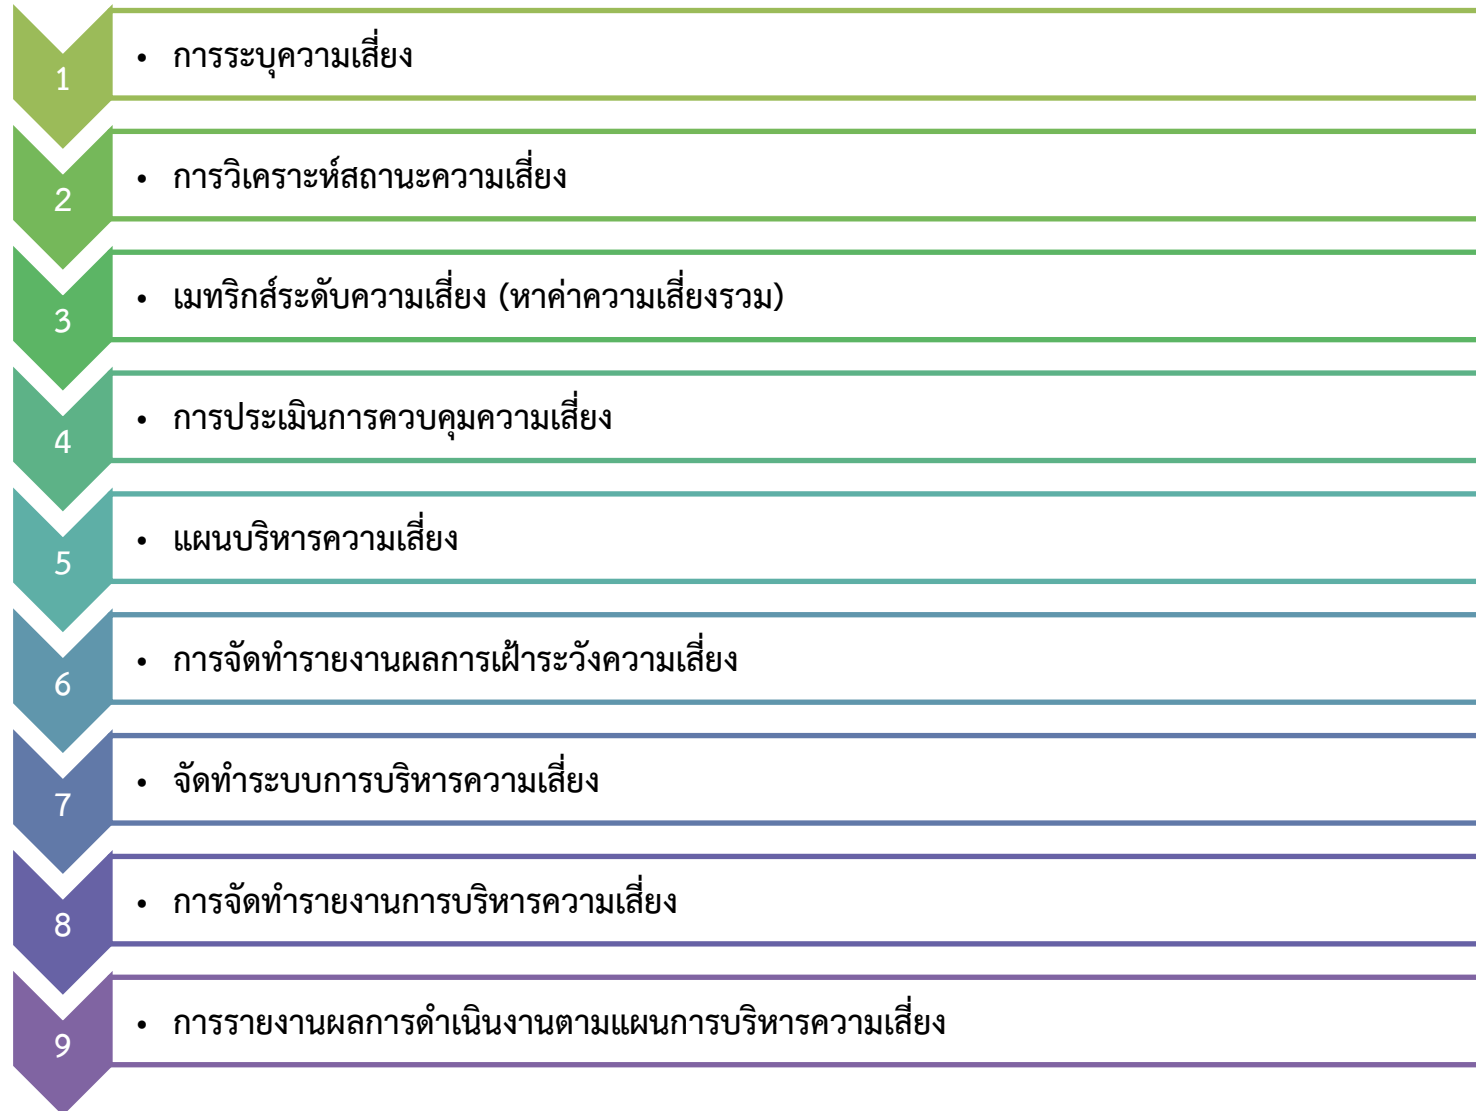 1
• การระบุความเสี่ยง
2
• การวิเคราะห์สถานะความเสี่ยง
3
• เมทริกส์ระดับความเสี่ยง (หาค่าความเสี่ยงรวม)
4
• การประเมินการควบคุมความเสี่ยง
5
• แผนบริหารความเสี่ยง
6
• การจัดทำรายงานผลการเฝ้าระวังความเสี่ยง
7
• จัดทำระบบการบริหารความเสี่ยง
8
• การจัดทำรายงานการบริหารความเสี่ยง
9
• การรายงานผลการดำเนินงานตามแผนการบริหารความเสี่ยง